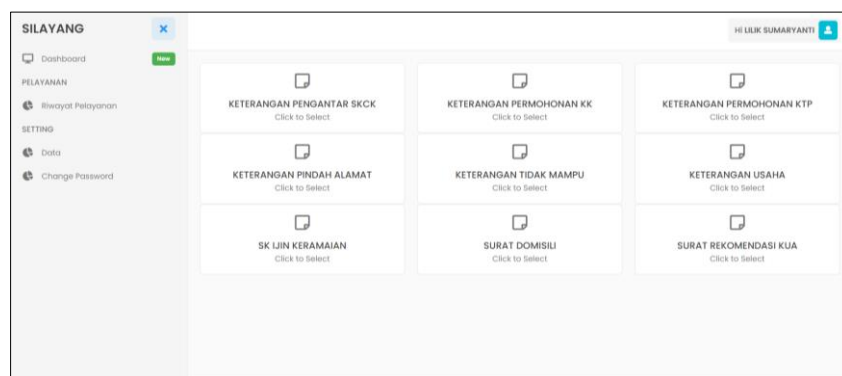 SILAYANG
HI LILIK SUMARYANTI
Dashboard
New
PELAYANAN
Riwayat Pelayanan
SETTING
Data
Change Password
KETERANGAN PENGANTAR SKCK
Click to Select
KETERANGAN PERMOHONAN KK
Click to Select
KETERANGAN PERMOHONAN KTP
Click to Select
KETERANGAN PINDAH ALAMAT
Click to Select
KETERANGAN TIDAK MAMPU
Click to Select
KETERANGAN USAHA
Click to Select
SK IJIN KERAMAIAN
Click to Select
SURAT DOMISILI
Click to Select
SURAT REKOMENDASI KUA
Click to Select